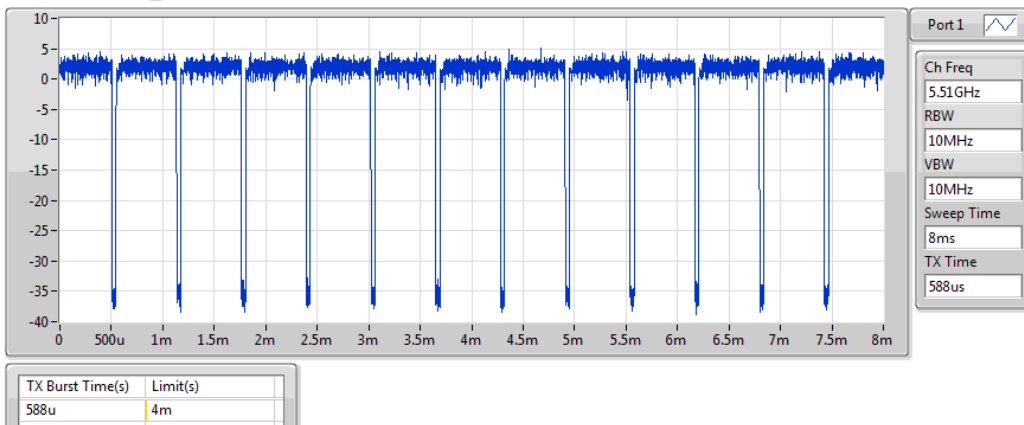 10
5
0
-5
-10
-15
-20
-25
-30
-35
-40
0 500u 1m 1.5m 2m 2.5m 3m 3.5m 4m 4.5m 5m 5.5m 6m 6.5m 7m 7.5m 8m
Port 1
Ch Freq
5.51GHz
RBW
10MHz
VBW
10MHz
Sweep Time
8ms
TX Time
588us
TX Burst Time(s) Limit(s)
588u 4m